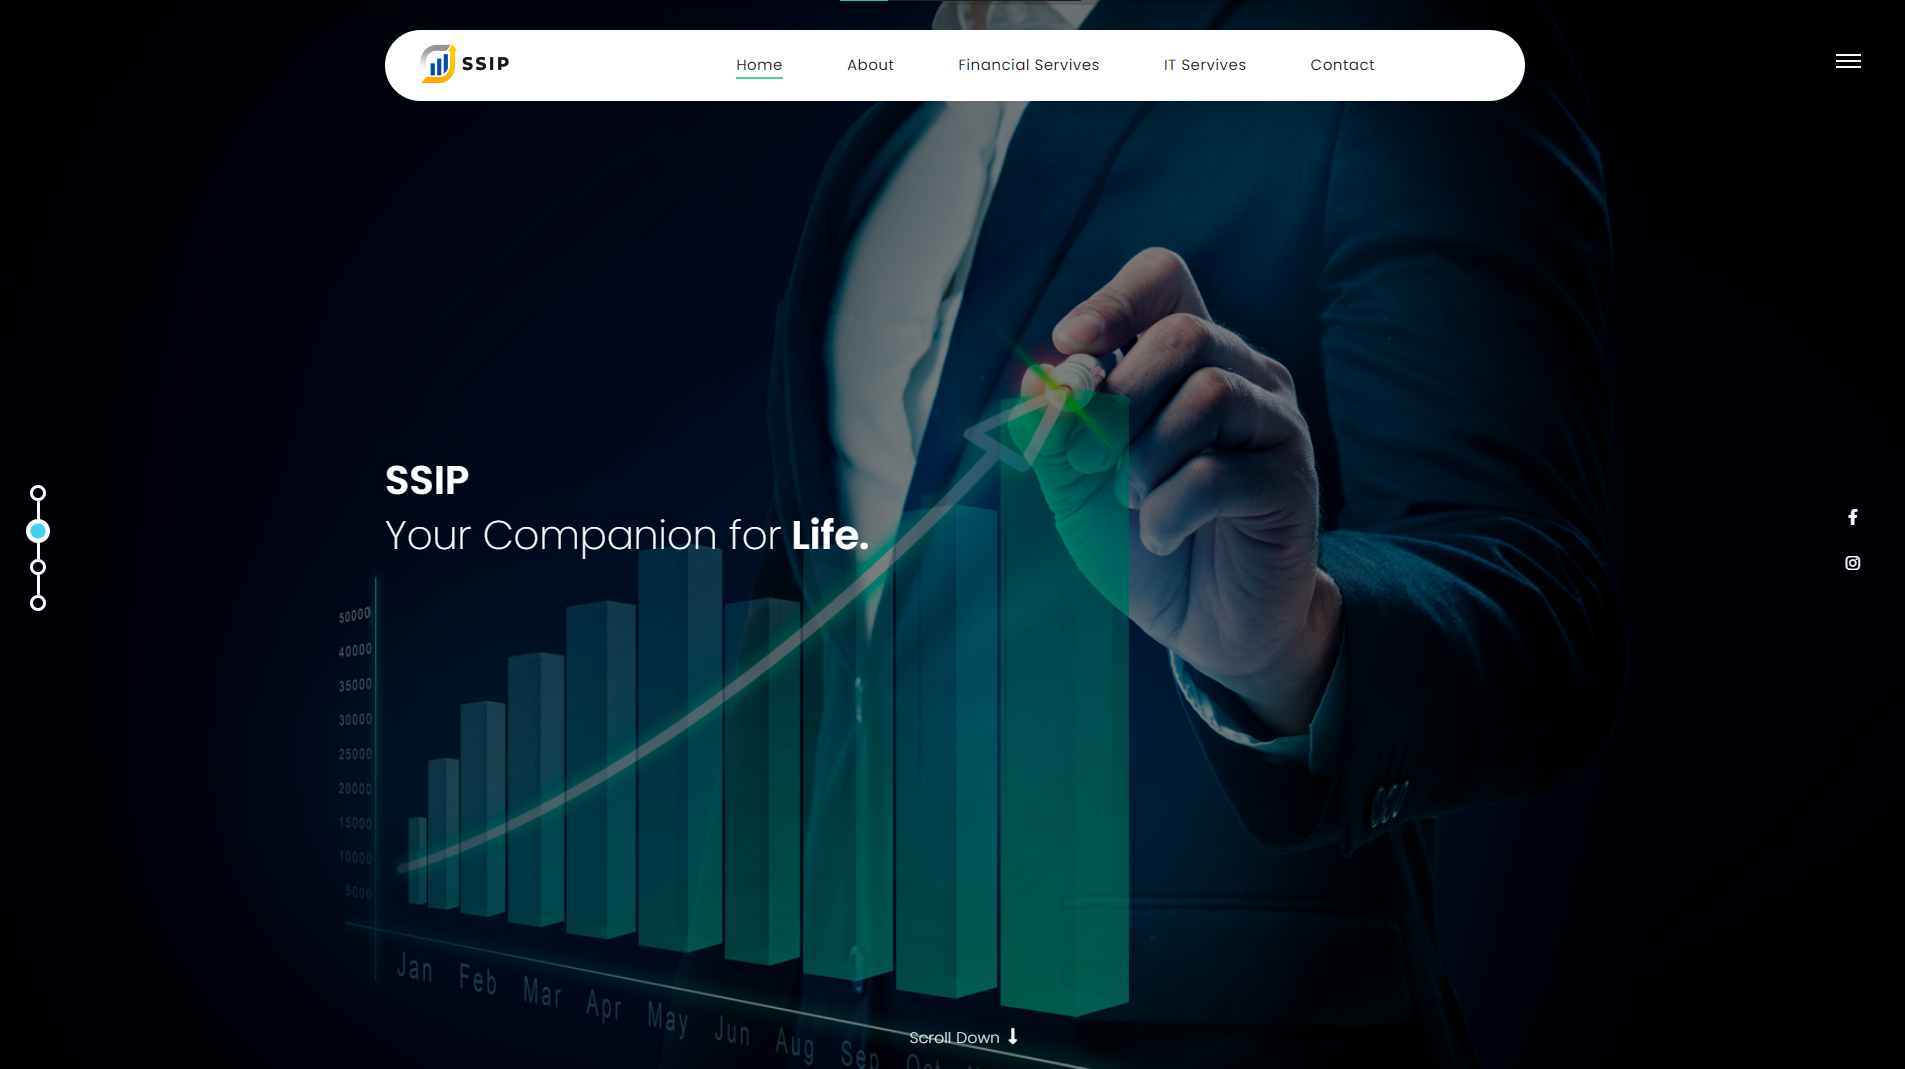 SSIP
Home
About
Financial Servives
IT Servives
Contact
SSIP
Your Companion for Life.
50000
40000
35000
30000
25000
20000
15000
10000
5000
Jan Feb Mar Apr May Jun Aug Sep Oct
Scroll Down